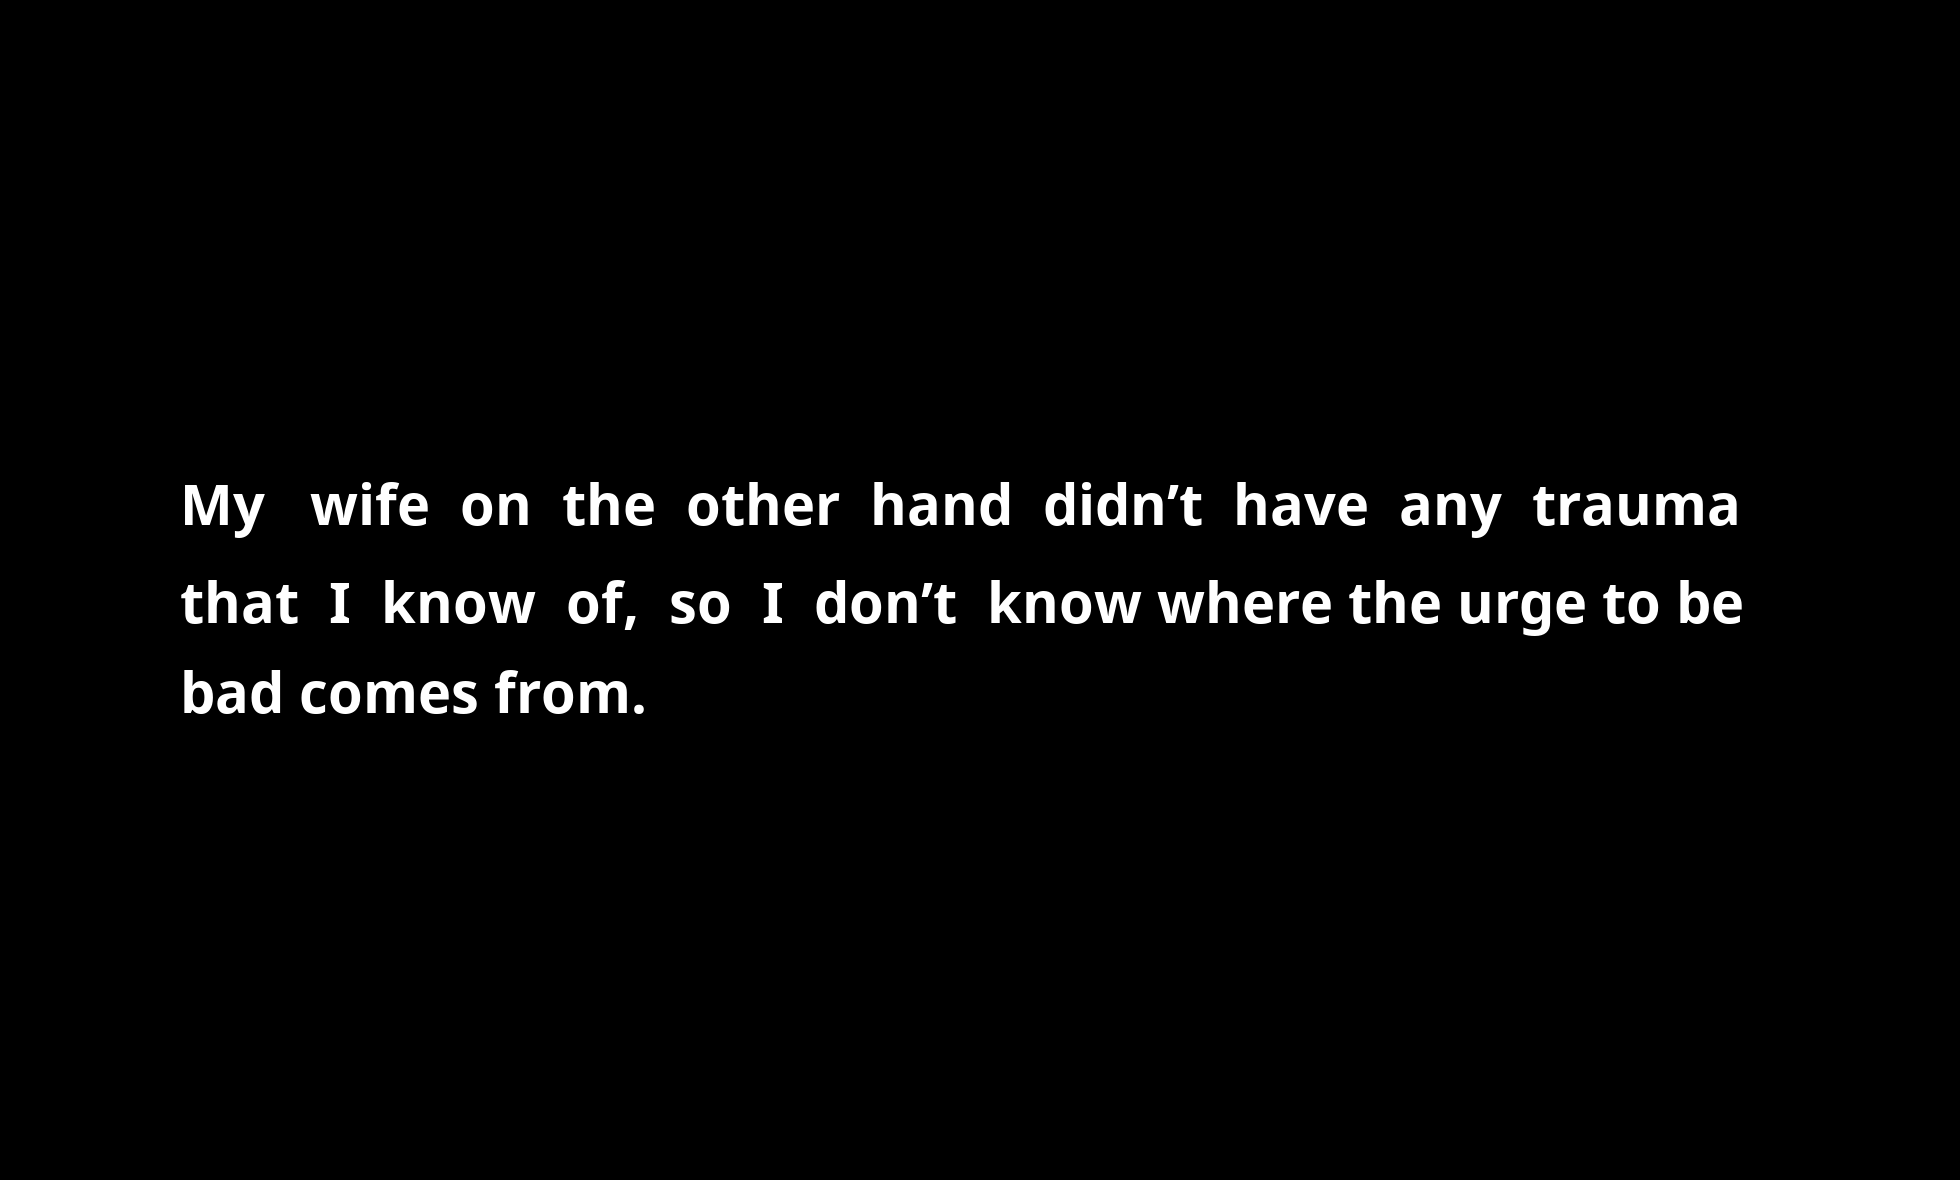 My wife on the other hand didn’t have any trauma
that I know of, so I don’t know where the urge to be
bad comes from.